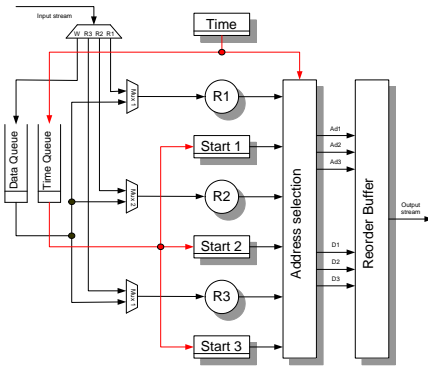 Input stream
Time
W R3 R2 R1
Mux 1
R1
Data Queue
Time Queue
Start 1
Ad1
Ad2
Ad3
Mux 2
R2
Address selection
Reorder Buffer
Output
stream
Start 2
D1
D2
D3
Mux 1
R3
Start 3